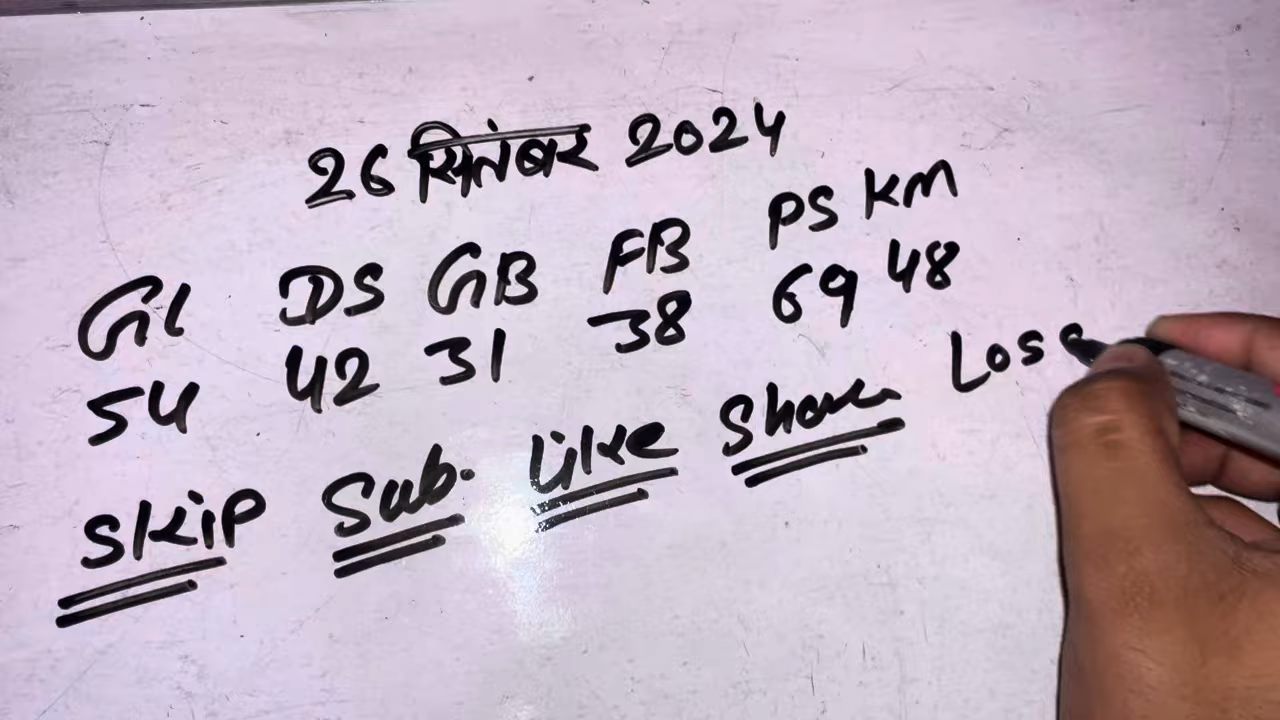 26 सितंबर 2024
GL DS GB FB PS KM
54 42 31 38 69 48
Skip Sub. Like Share Loss